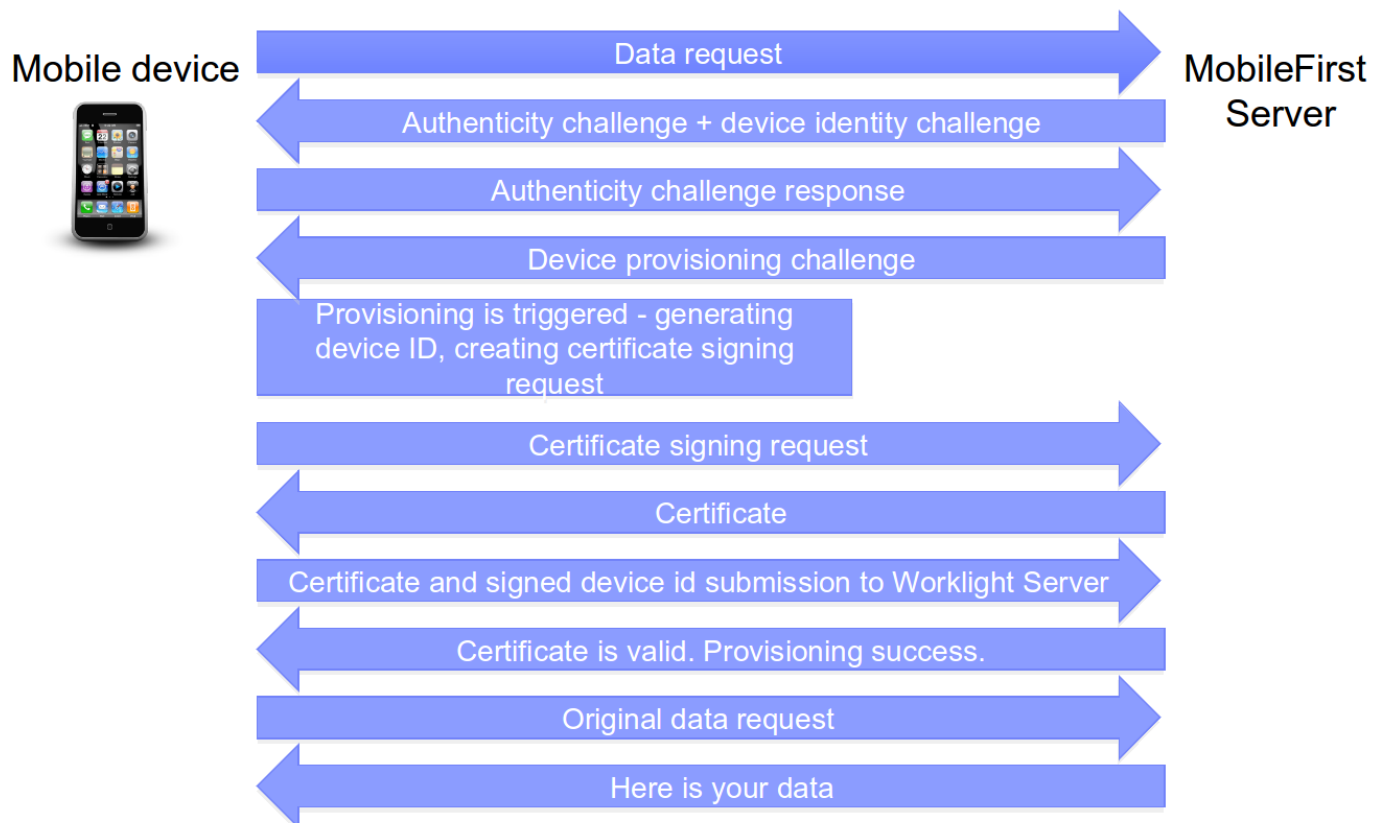 Data request
Mobile device
MobileFirst
Server
Authenticity challenge + device identity challenge
Authenticity challenge response
Device provisioning challenge
Provisioning is triggered - generating
device ID, creating certificate signing
request
Certificate signing request
Certificate
Certificate and signed device id submission to Worklight Server
Certificate is valid. Provisioning success.
Original data request
Here is your data